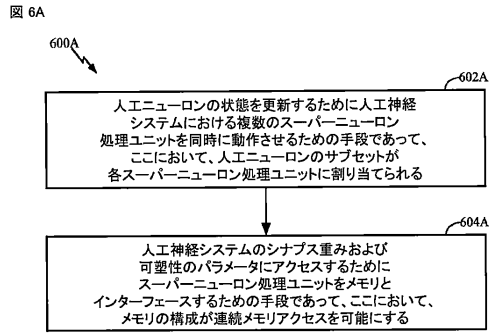 図 6A
600A
602A
人工ニューロンの状態を更新するために人工神経
システムにおける複数のスーパーニューロン
処理ユニットを同時に動作させるための手段であって、
ここにおいて、人工ニューロンのサブセットが
各スーパーニューロン処理ユニットに割り当てられる
604A
人工神経システムのシナプス重みおよび
可塑性のパラメータにアクセスするために
スーパーニューロン処理ユニットをメモリと
インターフェースするための手段であって、ここにおいて、
メモリの構成が連続メモリアクセスを可能にする